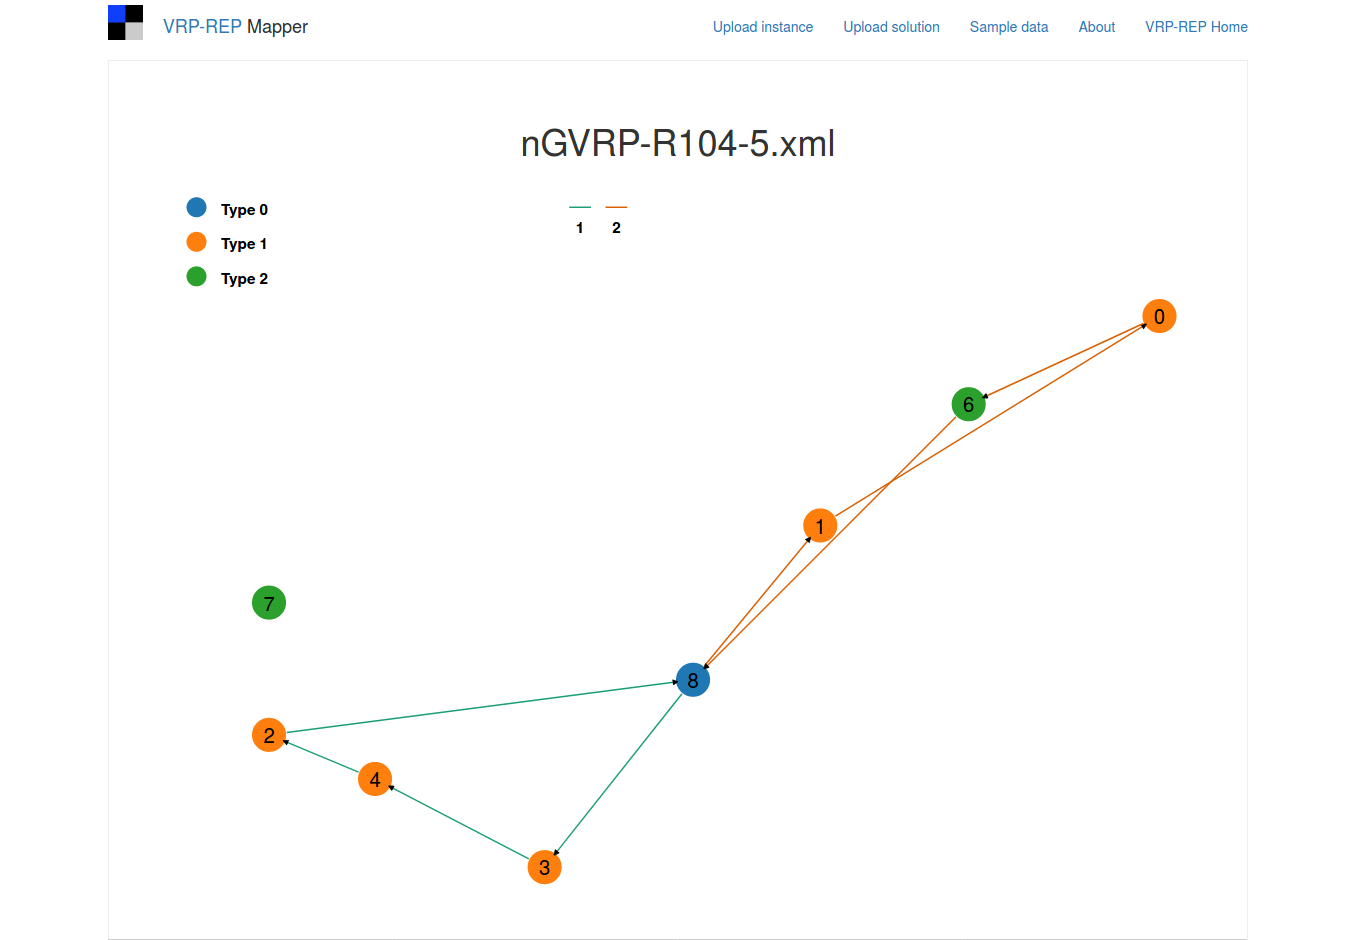 VRP-REP Mapper
Upload instance Upload solution Sample data About VRP-REP Home
nGVRP-R104-5.xml
Type 0
Type 1
Type 2
1 2
0
6
1
7
8
2
4
3